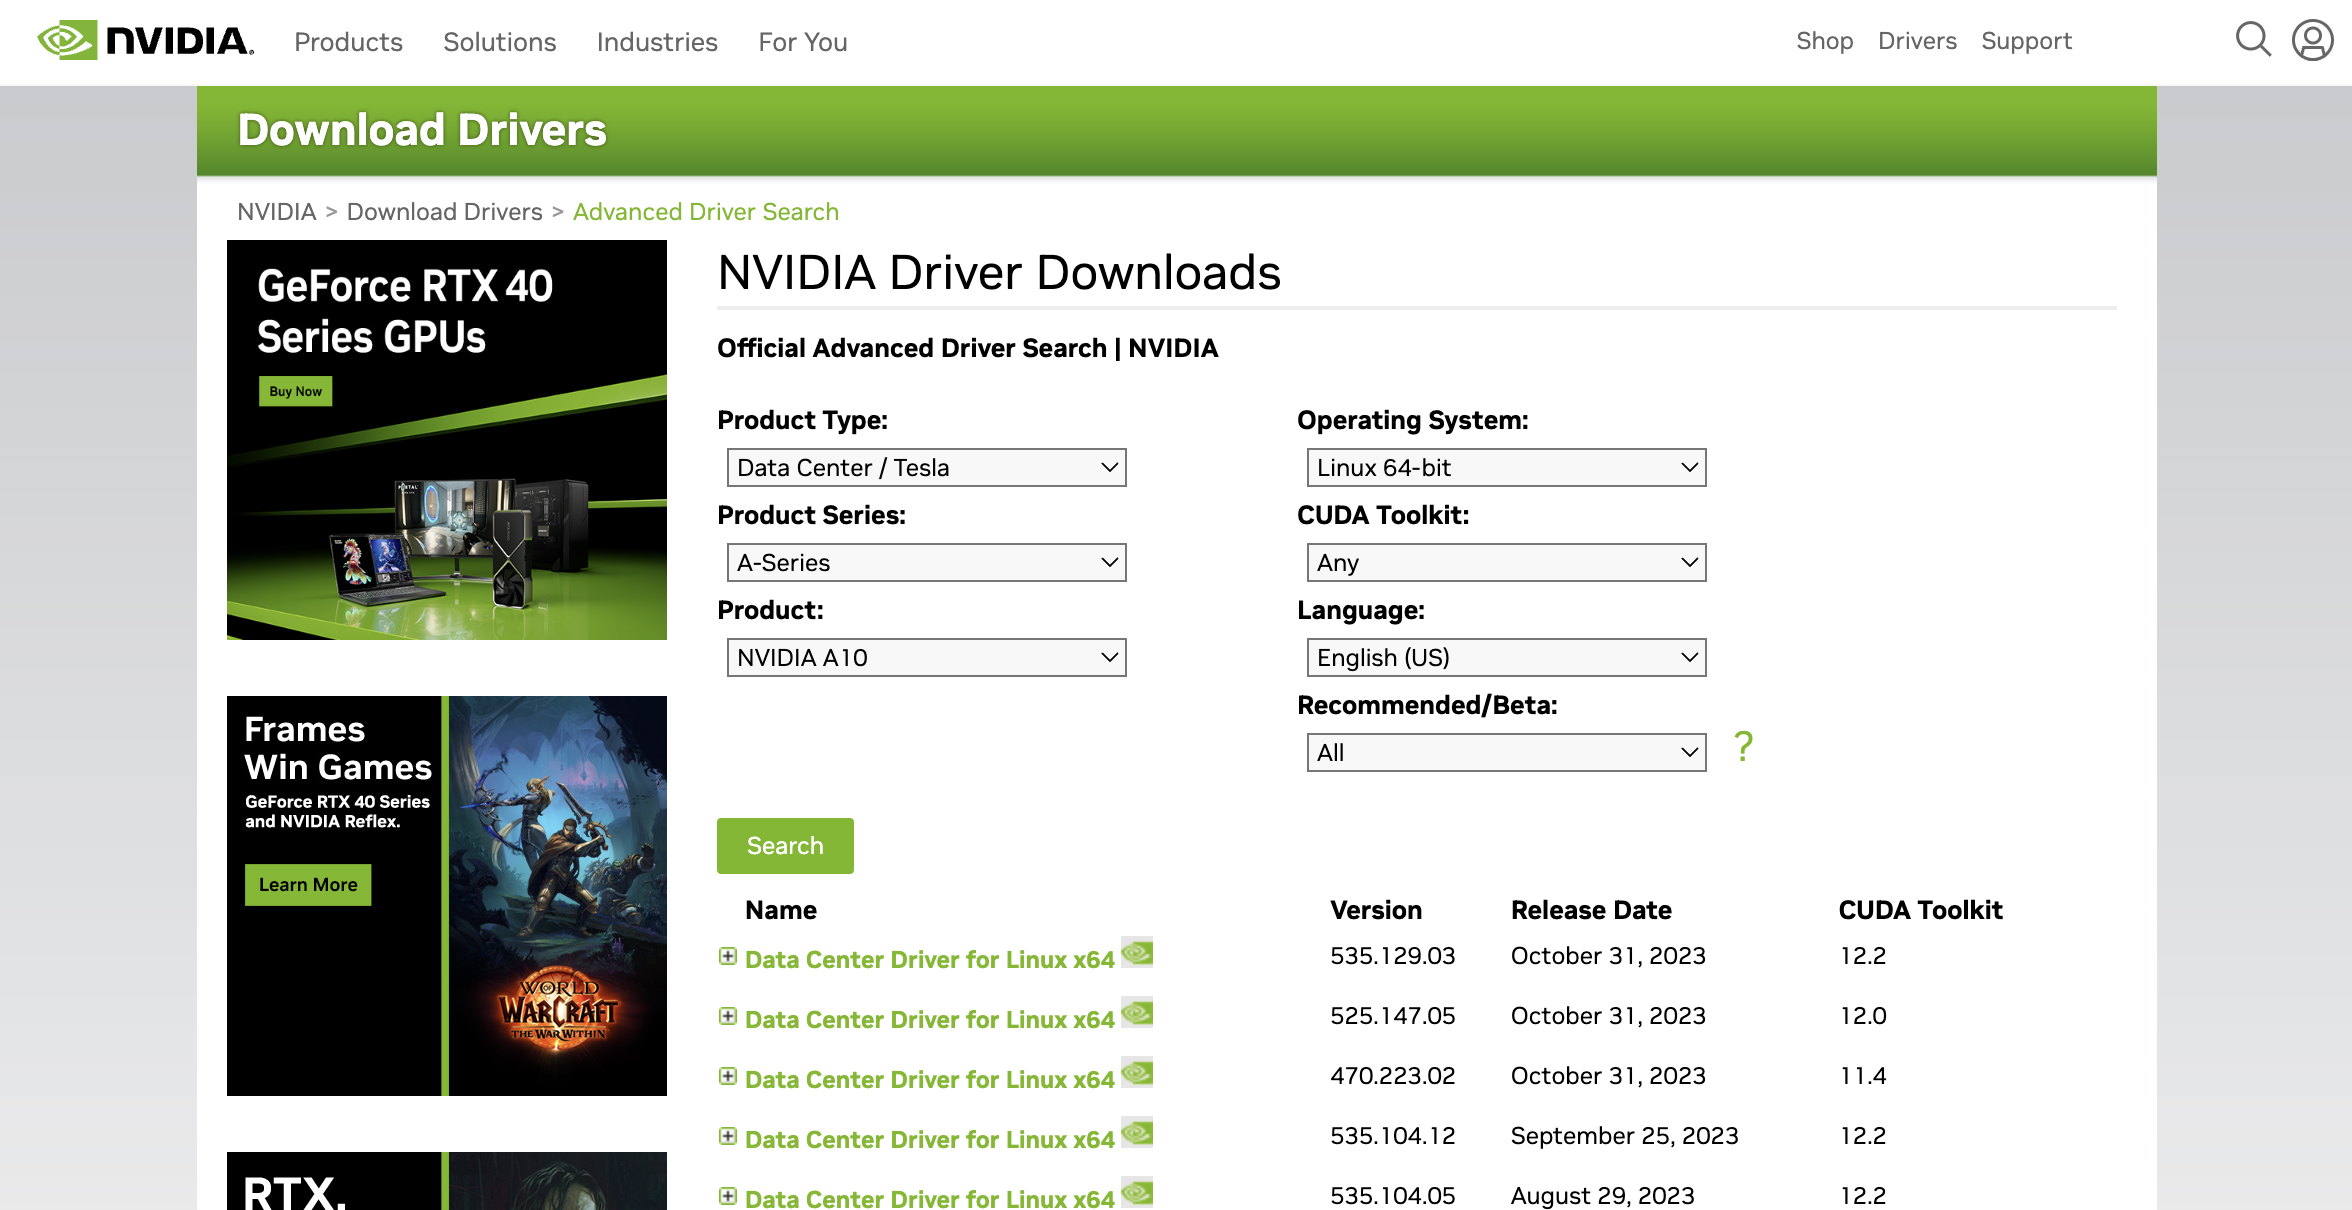 NVIDIA.
Products
Solutions
Industries
For You
Shop
Drivers
Support
Download Drivers
NVIDIA > Download Drivers > Advanced Driver Search
GeForce RTX 40
Series GPUs
Buy Now
Frames
Win Games
GeForce RTX 40 Series
and NVIDIA Reflex.
Learn More
WORLD
OF
WARCRAFT
THE WAR WITHIN
RTX.
NVIDIA Driver Downloads
Official Advanced Driver Search | NVIDIA
Product Type:
Data Center / Tesla
Product Series:
A-Series
Product:
NVIDIA A10
Operating System:
Linux 64-bit
CUDA Toolkit:
Any
Language:
English (US)
Recommended/Beta:
All
?
Search
Name Version Release Date CUDA Toolkit
Data Center Driver for Linux x64 535.129.03 October 31, 2023 12.2
Data Center Driver for Linux x64 525.147.05 October 31, 2023 12.0
Data Center Driver for Linux x64 470.223.02 October 31, 2023 11.4
Data Center Driver for Linux x64 535.104.12 September 25, 2023 12.2
Data Center Driver for Linux x64 535.104.05 August 29, 2023 12.2